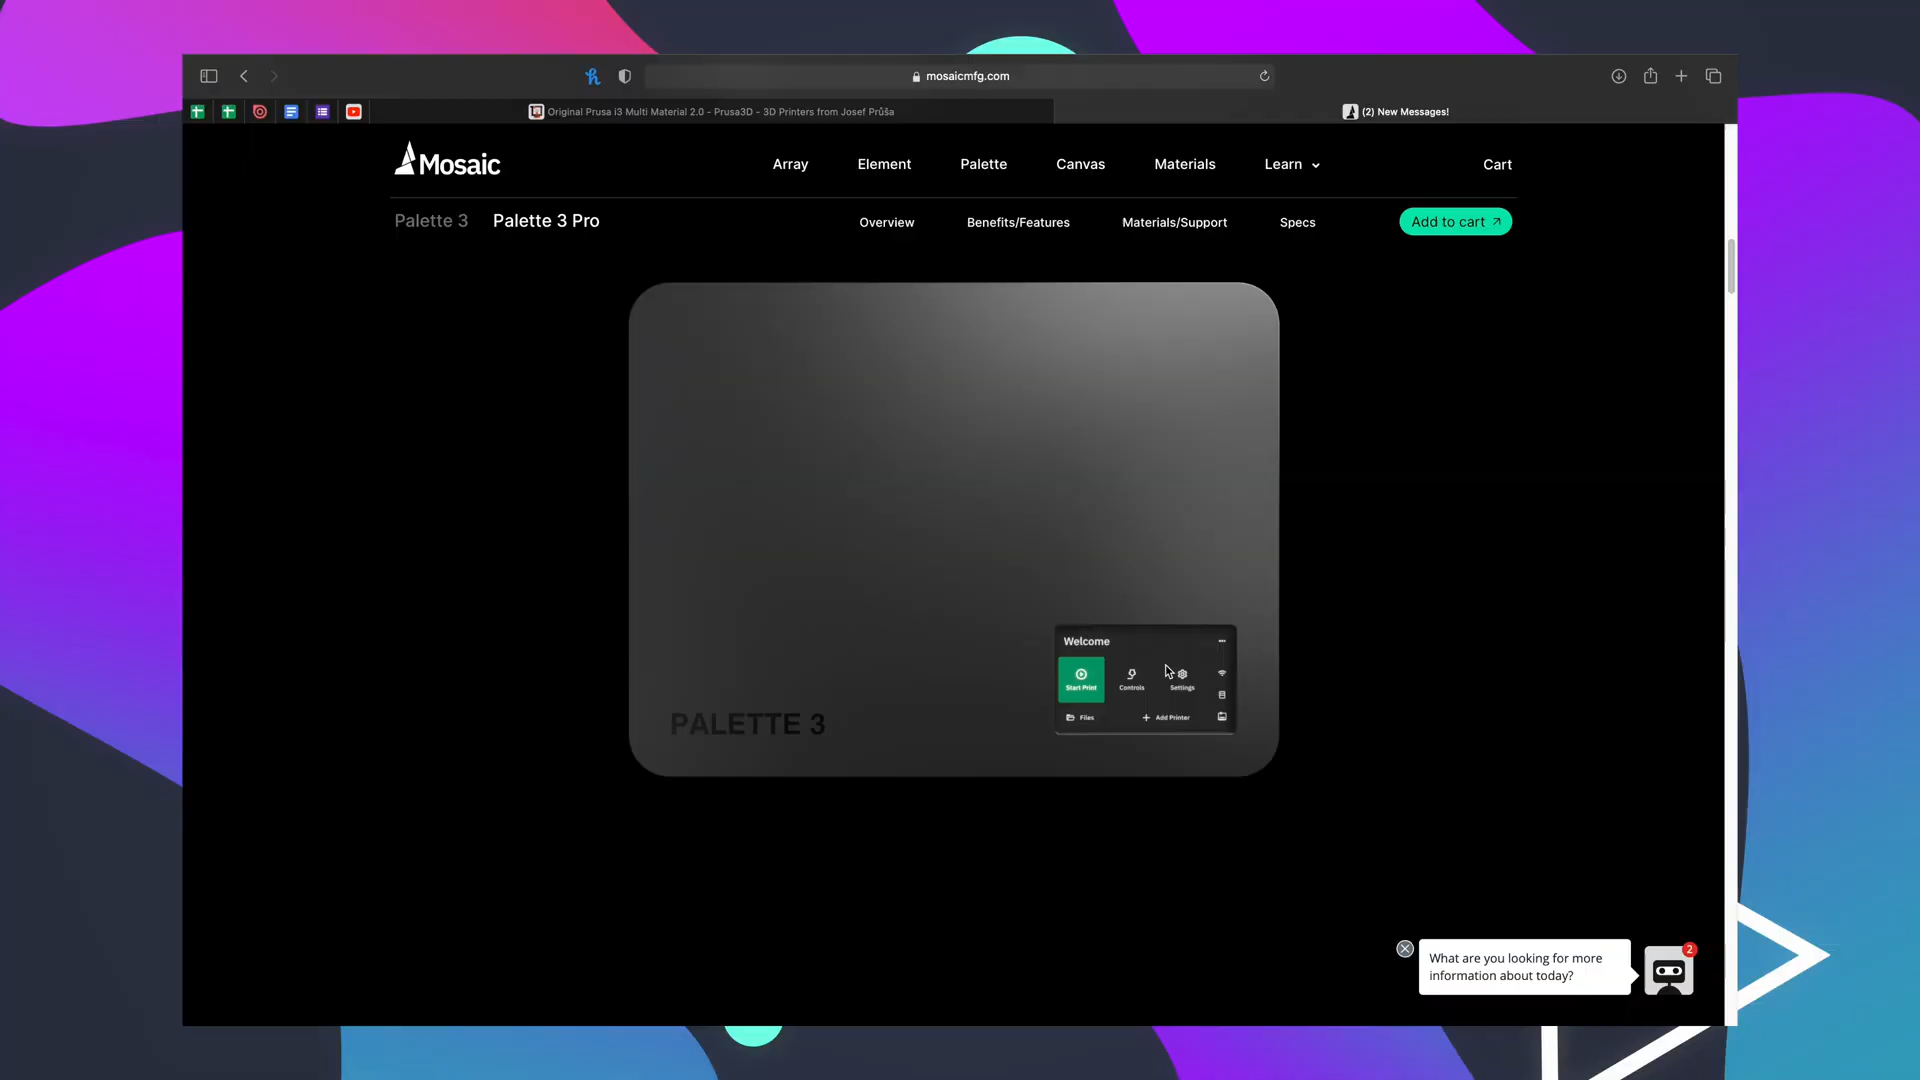 mosaicmfg.com
Original Prusa i3 Multi Material 2.0 - Prusa3D - 3D Printers from Josef Průša
(2) New Messages!
Mosaic
Array
Element
Palette
Canvas
Materials
Learn
Cart
Palette 3
Palette 3 Pro
Overview
Benefits/Features
Materials/Support
Specs
Add to cart
Welcome
Start Print
Controls
Settings
Files
Add Printer
PALETTE 3
What are you looking for more
information about today?
2